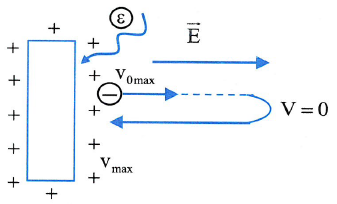 ε
E
V₀max
−
V = 0
Vmax
+ + + + + + + + + + + +